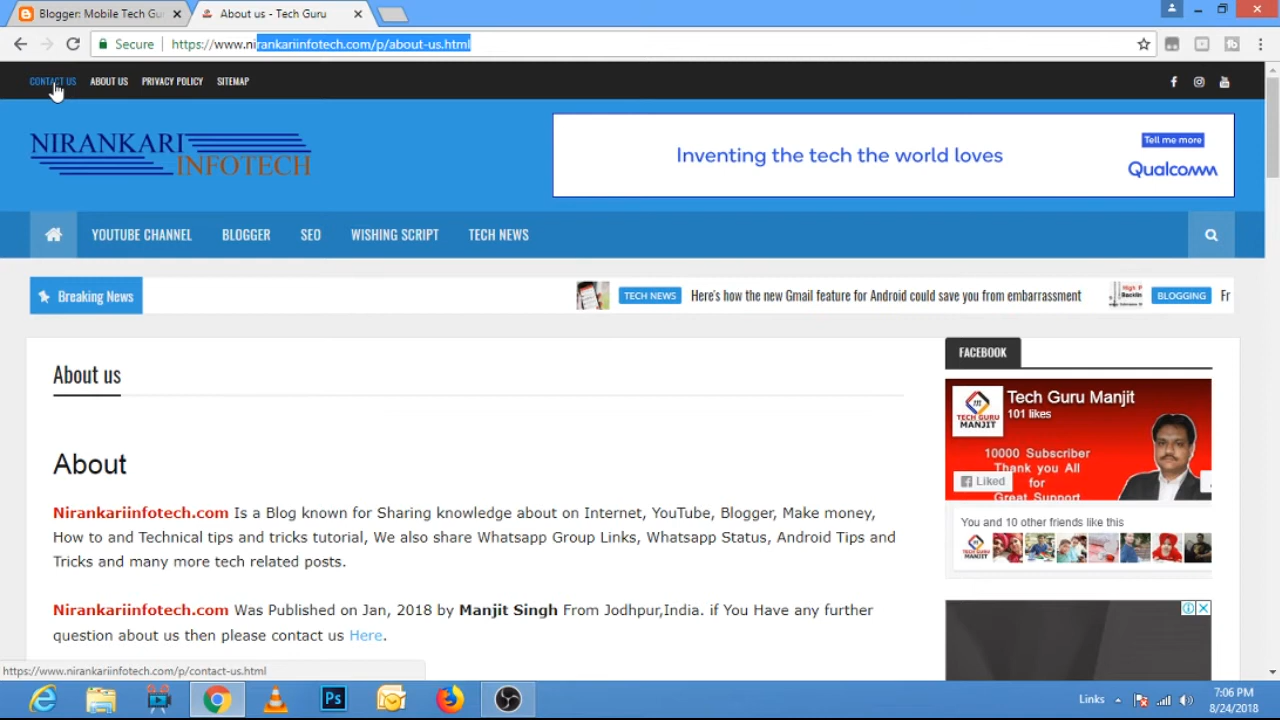 Blogger: Mobile Tech Gu
About us - Tech Guru
Secure
https://www.nirankariinfotech.com/p/about-us.html
CONTACT US
ABOUT US
PRIVACY POLICY
SITEMAP
NIRANKARI
INFOTECH
Inventing the tech the world loves
Tell me more
Qualcomm
YOUTUBE CHANNEL
BLOGGER
SEO
WISHING SCRIPT
TECH NEWS
Breaking News
TECH NEWS
Here's how the new Gmail feature for Android could save you from embarrassment
BLOGGING
Fr
About us
About
Nirankariinfotech.com Is a Blog known for Sharing knowledge about on Internet, YouTube, Blogger, Make money,
How to and Technical tips and tricks tutorial, We also share Whatsapp Group Links, Whatsapp Status, Android Tips and
Tricks and many more tech related posts.
Nirankariinfotech.com Was Published on Jan, 2018 by Manjit Singh From Jodhpur,India. if You Have any further
question about us then please contact us Here.
FACEBOOK
TECH GURU
MANJIT
Tech Guru Manjit
101 likes
10000 Subscriber
Thank you All
for
Great Support
Liked
You and 10 other friends like this
https://www.nirankariinfotech.com/p/contact-us.html
Ps
Links
7:06 PM
8/24/2018